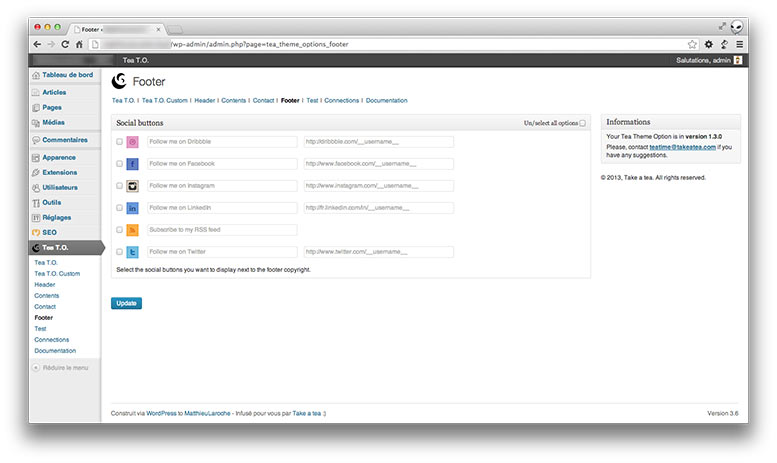 Footer ‹
/wp-admin/admin.php?page=tea_theme_options_footer
Tea T.O.
Salutations, admin
Tableau de bord
Articles
Pages
Médias
Commentaires
Apparence
Extensions
Utilisateurs
Outils
Réglages
SEO
Tea T.O.
Tea T.O.
Tea T.O. Custom
Header
Contents
Contact
Footer
Test
Connections
Documentation
Réduire le menu
Footer
Tea T.O. | Tea T.O. Custom | Header | Contents | Contact | Footer | Test | Connections | Documentation
Social buttons
Un/select all options
Follow me on Dribbble
http://dribbble.com/__username__
f
Follow me on Facebook
http://www.facebook.com/__username__
Follow me on Instagram
http://www.instagram.com/__username__
in
Follow me on LinkedIn
http://fr.linkedin.com/in/__username__
Subscribe to my RSS feed
t
Follow me on Twitter
http://www.twitter.com/__username__
Select the social buttons you want to display next to the footer copyright.
Update
Informations
Your Tea Theme Option is in version 1.3.0
Please, contact teatime@takeatea.com if you
have any suggestions.
© 2013, Take a tea. All rights reserved.
Construit via WordPress to MatthieuLaroche - Infusé pour vous par Take a tea :)
Version 3.6